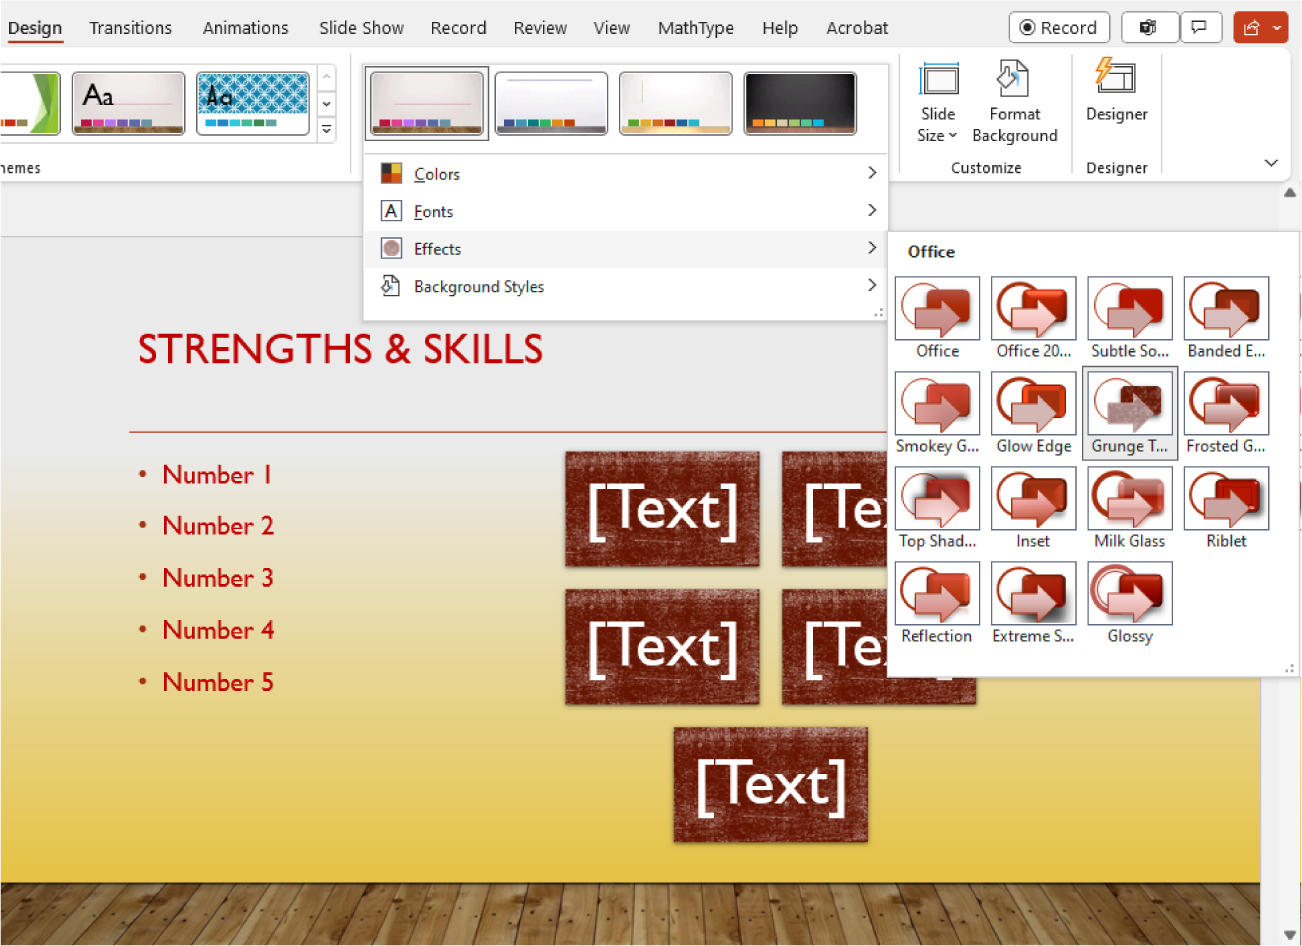 Design Transitions Animations Slide Show Record Review View MathType Help Acrobat Record
Aa Aa
Slide Size
Format Background
Designer
hemes
Customize
Designer
Colors
Fonts
Effects
Background Styles
Office
Office Office 20... Subtle So... Banded E...
Smokey G... Glow Edge Grunge T... Frosted G...
Top Shad... Inset Milk Glass Riblet
Reflection Extreme S... Glossy
STRENGTHS & SKILLS
• Number 1
• Number 2
• Number 3
• Number 4
• Number 5
[Text] [Te
[Text] [Te
[Text]